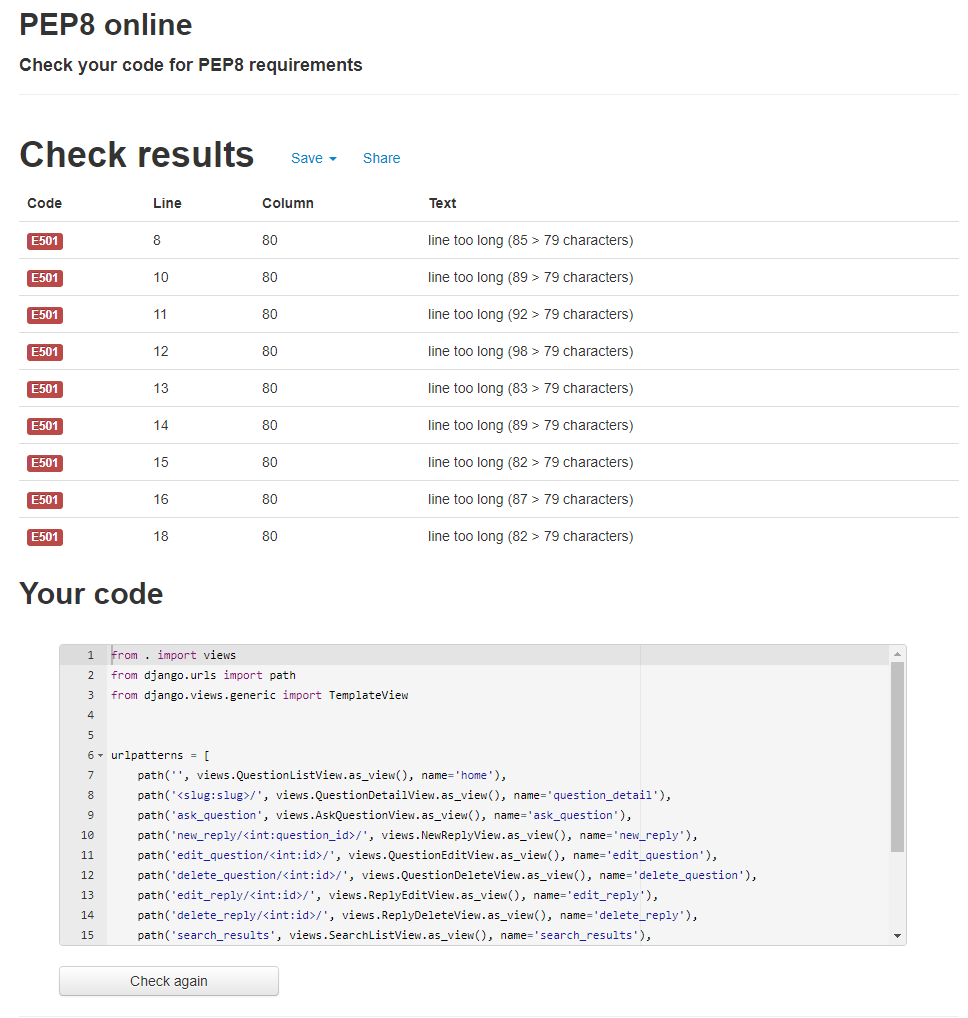 PEP8 online
Check your code for PEP8 requirements
Check results Save Share
Code Line Column Text
E501 8 80 line too long (85 > 79 characters)
E501 10 80 line too long (89 > 79 characters)
E501 11 80 line too long (92 > 79 characters)
E501 12 80 line too long (98 > 79 characters)
E501 13 80 line too long (83 > 79 characters)
E501 14 80 line too long (89 > 79 characters)
E501 15 80 line too long (82 > 79 characters)
E501 16 80 line too long (87 > 79 characters)
E501 18 80 line too long (82 > 79 characters)
Your code
1 from . import views
2 from django.urls import path
3 from django.views.generic import TemplateView
4
5
6 urlpatterns = [
7     path('', views.QuestionListView.as_view(), name='home'),
8     path('<slug:slug>/', views.QuestionDetailView.as_view(), name='question_detail'),
9     path('ask_question', views.AskQuestionView.as_view(), name='ask_question'),
10     path('new_reply/<int:question_id>/', views.NewReplyView.as_view(), name='new_reply'),
11     path('edit_question/<int:id>/', views.QuestionEditView.as_view(), name='edit_question'),
12     path('delete_question/<int:id>/', views.QuestionDeleteView.as_view(), name='delete_question'),
13     path('edit_reply/<int:id>/', views.ReplyEditView.as_view(), name='edit_reply'),
14     path('delete_reply/<int:id>/', views.ReplyDeleteView.as_view(), name='delete_reply'),
15     path('search_results', views.SearchListView.as_view(), name='search_results'),
Check again